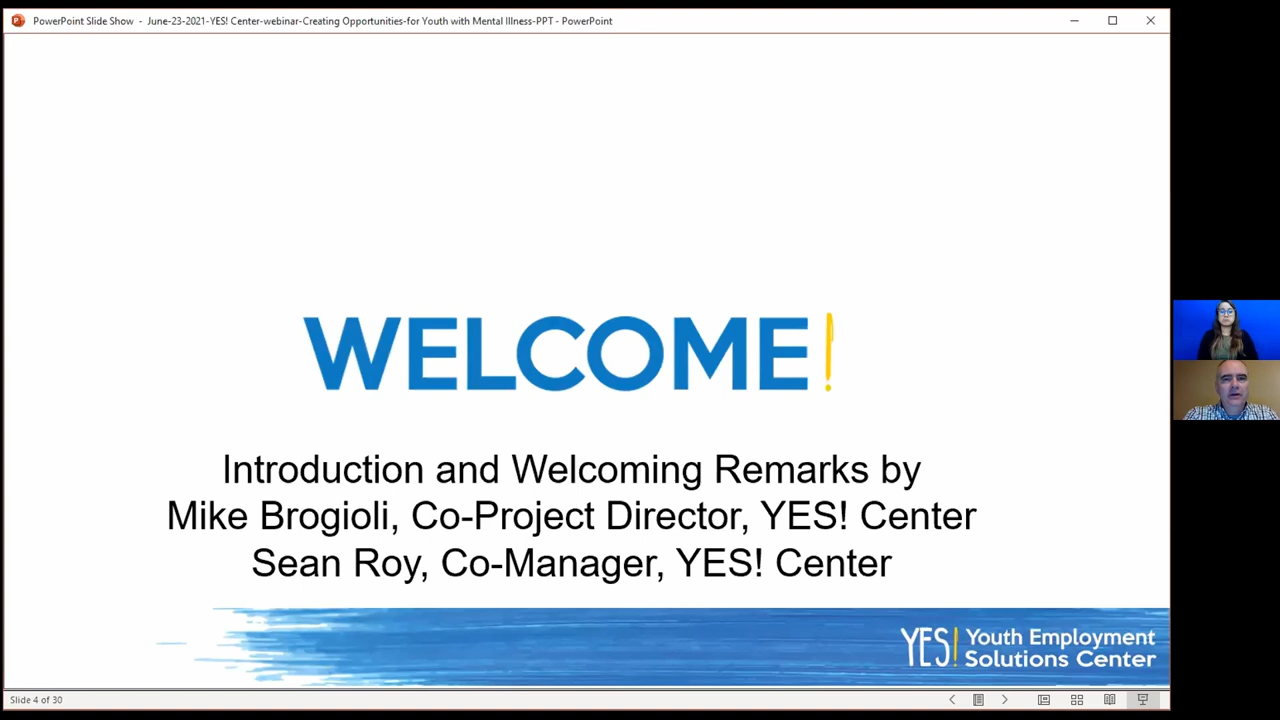 PowerPoint Slide Show - June-23-2021-YES! Center-webinar-Creating Opportunities-for Youth with Mental Illness-PPT - PowerPoint
WELCOME!
Introduction and Welcoming Remarks by
Mike Brogioli, Co-Project Director, YES! Center
Sean Roy, Co-Manager, YES! Center
YES! Youth Employment
Solutions Center
Slide 4 of 30